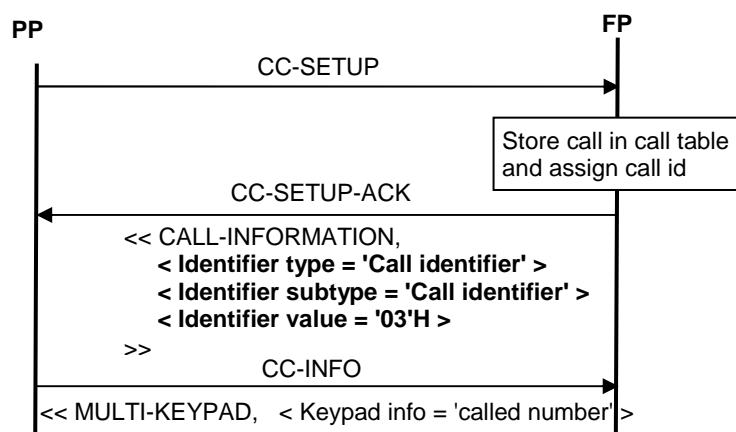 PP
FP
CC-SETUP
Store call in call table
and assign call id
CC-SETUP-ACK
<< CALL-INFORMATION,
< Identifier type = 'Call identifier' >
< Identifier subtype = 'Call identifier' >
< Identifier value = '03'H >
>>
CC-INFO
<< MULTI-KEYPAD, < Keypad info = 'called number' >